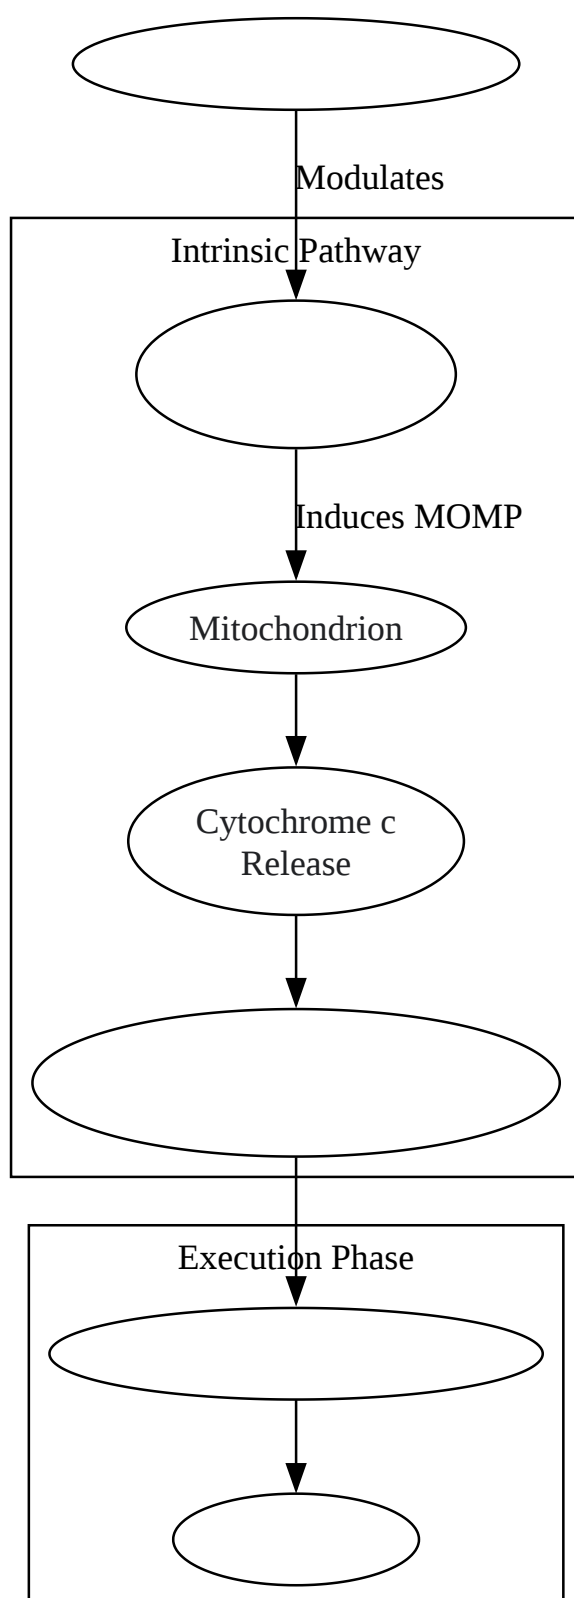 Modulates
Intrinsic Pathway
Induces MOMP
Mitochondrion
Cytochrome c
Release
Execution Phase